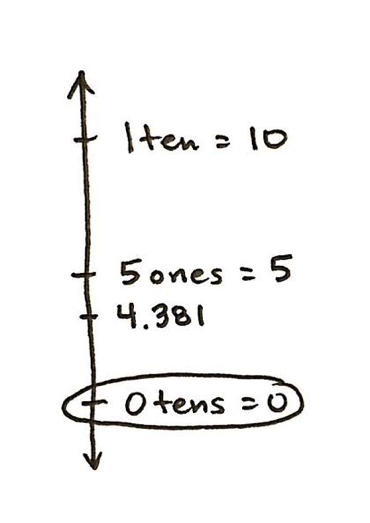 1 ten = 10
5 ones = 5
4.381
0 tens = 0